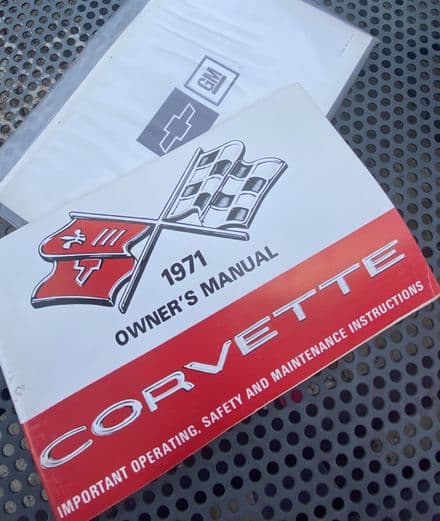 GM
1971
OWNER'S MANUAL
CORVETTE
IMPORTANT OPERATING, SAFETY AND MAINTENANCE INSTRUCTIONS